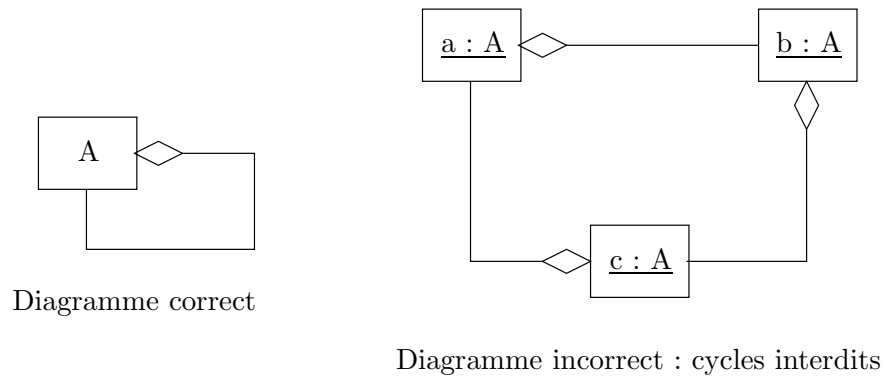 a : A
b : A
A
c : A
Diagramme correct
Diagramme incorrect : cycles interdits